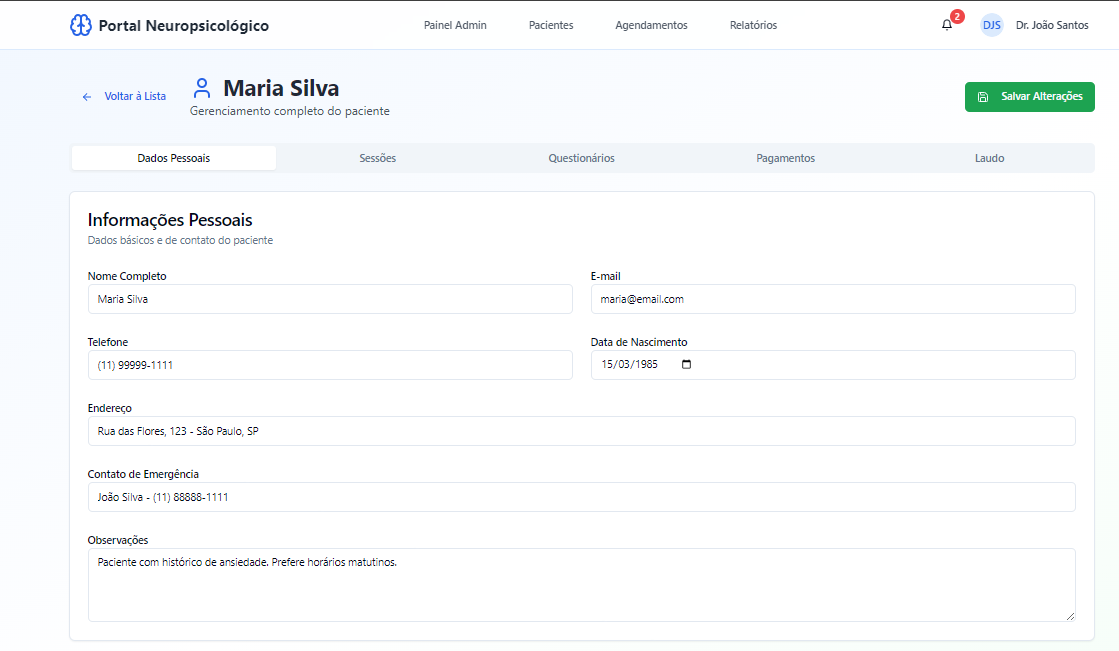 Portal Neuropsicológico
Painel Admin
Pacientes
Agendamentos
Relatórios
2
DJS
Dr. João Santos
Voltar à Lista
Maria Silva
Gerenciamento completo do paciente
Salvar Alterações
Dados Pessoais
Sessões
Questionários
Pagamentos
Laudo
Informações Pessoais
Dados básicos e de contato do paciente
Nome Completo
Maria Silva
E-mail
maria@email.com
Telefone
(11) 99999-1111
Data de Nascimento
15/03/1985
Endereço
Rua das Flores, 123 - São Paulo, SP
Contato de Emergência
João Silva - (11) 88888-1111
Observações
Paciente com histórico de ansiedade. Prefere horários matutinos.